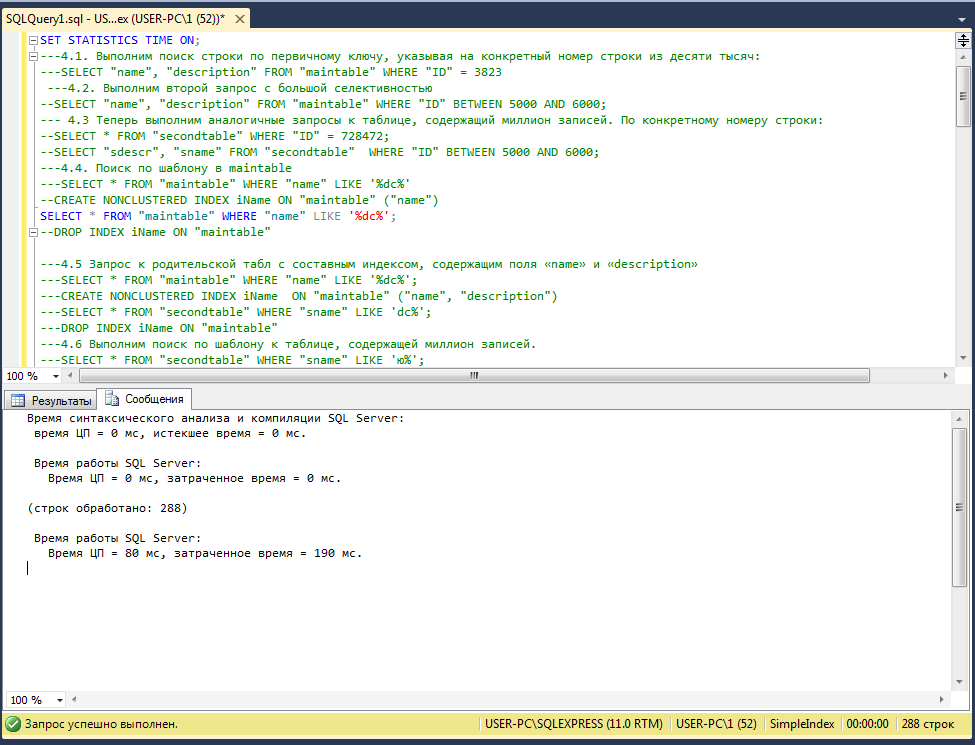 SQLQuery1.sql - US...ex (USER-PC\1 (52))* ×
SET STATISTICS TIME ON;
---4.1. Выполним поиск строки по первичному ключу, указывая на конкретный номер строки из десяти тысяч:
---SELECT "name", "description" FROM "maintable" WHERE "ID" = 3823
---4.2. Выполним второй запрос с большой селективностью
--SELECT "name", "description" FROM "maintable" WHERE "ID" BETWEEN 5000 AND 6000;
--- 4.3 Теперь выполним аналогичные запросы к таблице, содержащий миллион записей. По конкретному номеру строки:
--SELECT * FROM "secondtable" WHERE "ID" = 728472;
--SELECT "sdescr", "sname" FROM "secondtable"  WHERE "ID" BETWEEN 5000 AND 6000;
---4.4. Поиск по шаблону в maintable
---SELECT * FROM "maintable" WHERE "name" LIKE '%dc%'
--CREATE NONCLUSTERED INDEX iName ON "maintable" ("name")
SELECT * FROM "maintable" WHERE "name" LIKE '%dc%';
--DROP INDEX iName ON "maintable"
---4.5 Запрос к родительской табл с составным индексом, содержащим поля «name» и «description»
---SELECT * FROM "maintable" WHERE "name" LIKE '%dc%';
---CREATE NONCLUSTERED INDEX iName  ON "maintable" ("name", "description")
---SELECT * FROM "secondtable" WHERE "sname" LIKE 'dc%';
---DROP INDEX iName ON "maintable"
---4.6 Выполним поиск по шаблону к таблице, содержащей миллион записей.
---SELECT * FROM "secondtable" WHERE "sname" LIKE 'ю%';
100 %
Результаты Сообщения
Время синтаксического анализа и компиляции SQL Server:
время ЦП = 0 мс, истекшее время = 0 мс.
Время работы SQL Server:
Время ЦП = 0 мс, затраченное время = 0 мс.
(строк обработано: 288)
Время работы SQL Server:
Время ЦП = 80 мс, затраченное время = 190 мс.
100 %
Запрос успешно выполнен. USER-PC\SQLEXPRESS (11.0 RTM) USER-PC\1 (52) SimpleIndex 00:00:00 288 строк